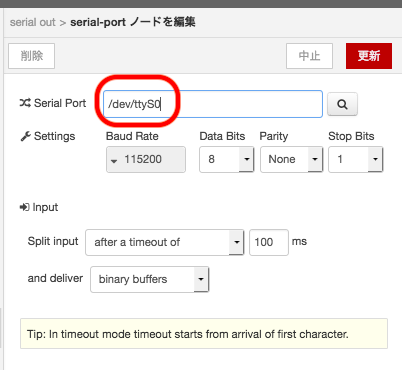 serial out > serial-port ノードを編集
削除 中止 更新
Serial Port /dev/ttyS0
Settings Baud Rate Data Bits Parity Stop Bits
115200 8 None 1
Input
Split input after a timeout of 100 ms
and deliver binary buffers
Tip: In timeout mode timeout starts from arrival of first character.